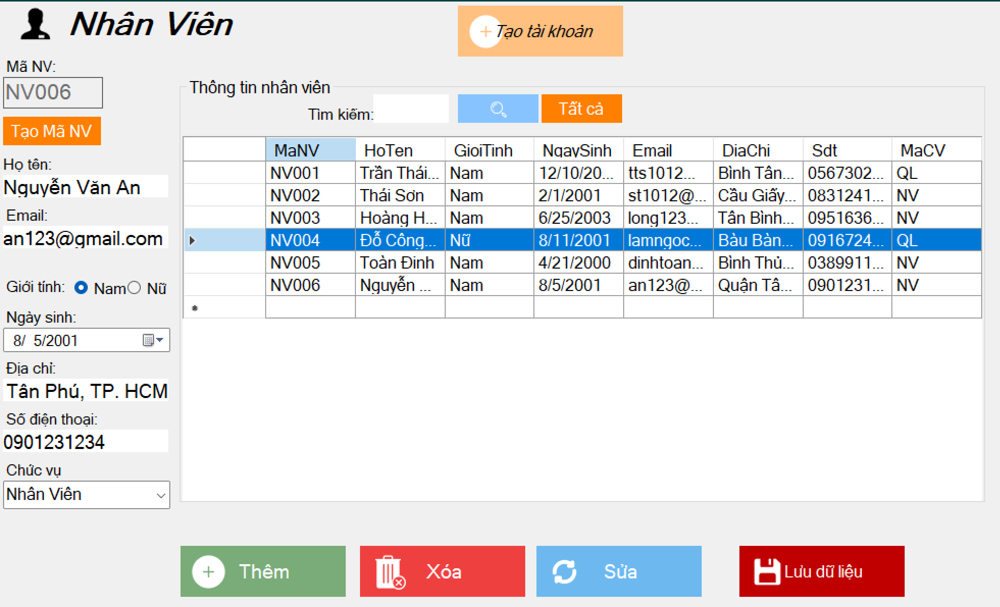 Nhân Viên
Tạo tài khoản
Mã NV:
NV006
Tạo Mã NV
Họ tên:
Nguyễn Văn An
Email:
an123@gmail.com
Giới tính: Nam Nữ
Ngày sinh:
8/ 5/2001
Địa chỉ:
Tân Phú, TP. HCM
Số điện thoại:
0901231234
Chức vụ
Nhân Viên
Thông tin nhân viên
Tìm kiếm: Tất cả
MaNV HoTen GioiTinh NgaySinh Email DiaChi Sdt MaCV
NV001 Trần Thái... Nam 12/10/20... tts1012... Bình Tân... 0567302... QL
NV002 Thái Sơn Nam 2/1/2001 st1012@... Cầu Giấy... 0831241... NV
NV003 Hoàng H... Nam 6/25/2003 long123... Tân Bình... 0951636... NV
NV004 Đỗ Công... Nữ 8/11/2001 lamngoc... Bàu Bàn... 0916724... QL
NV005 Toàn Đinh Nam 4/21/2000 dinhtoan... Bình Thủ... 0389911... NV
NV006 Nguyễn ... Nam 8/5/2001 an123@... Quận Tâ... 0901231... NV
Thêm Xóa Sửa Lưu dữ liệu